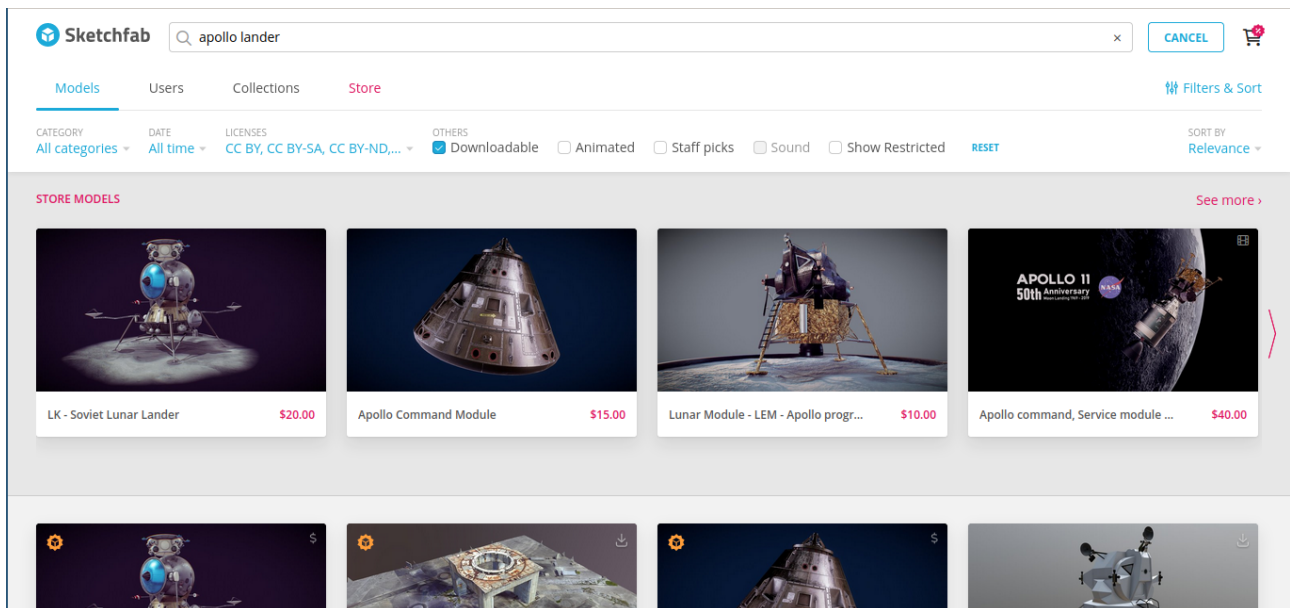 Sketchfab
apollo lander
CANCEL
Models Users Collections Store
Filters & Sort
CATEGORY DATE LICENSES OTHERS SORT BY
All categories All time CC BY, CC BY-SA, CC BY-ND,... Downloadable Animated Staff picks Sound Show Restricted RESET Relevance
STORE MODELS See more ›
APOLLO 11
50th Anniversary
NASA
LK - Soviet Lunar Lander $20.00
Apollo Command Module $15.00
Lunar Module - LEM - Apollo progr... $10.00
Apollo command, Service module ... $40.00
$ $